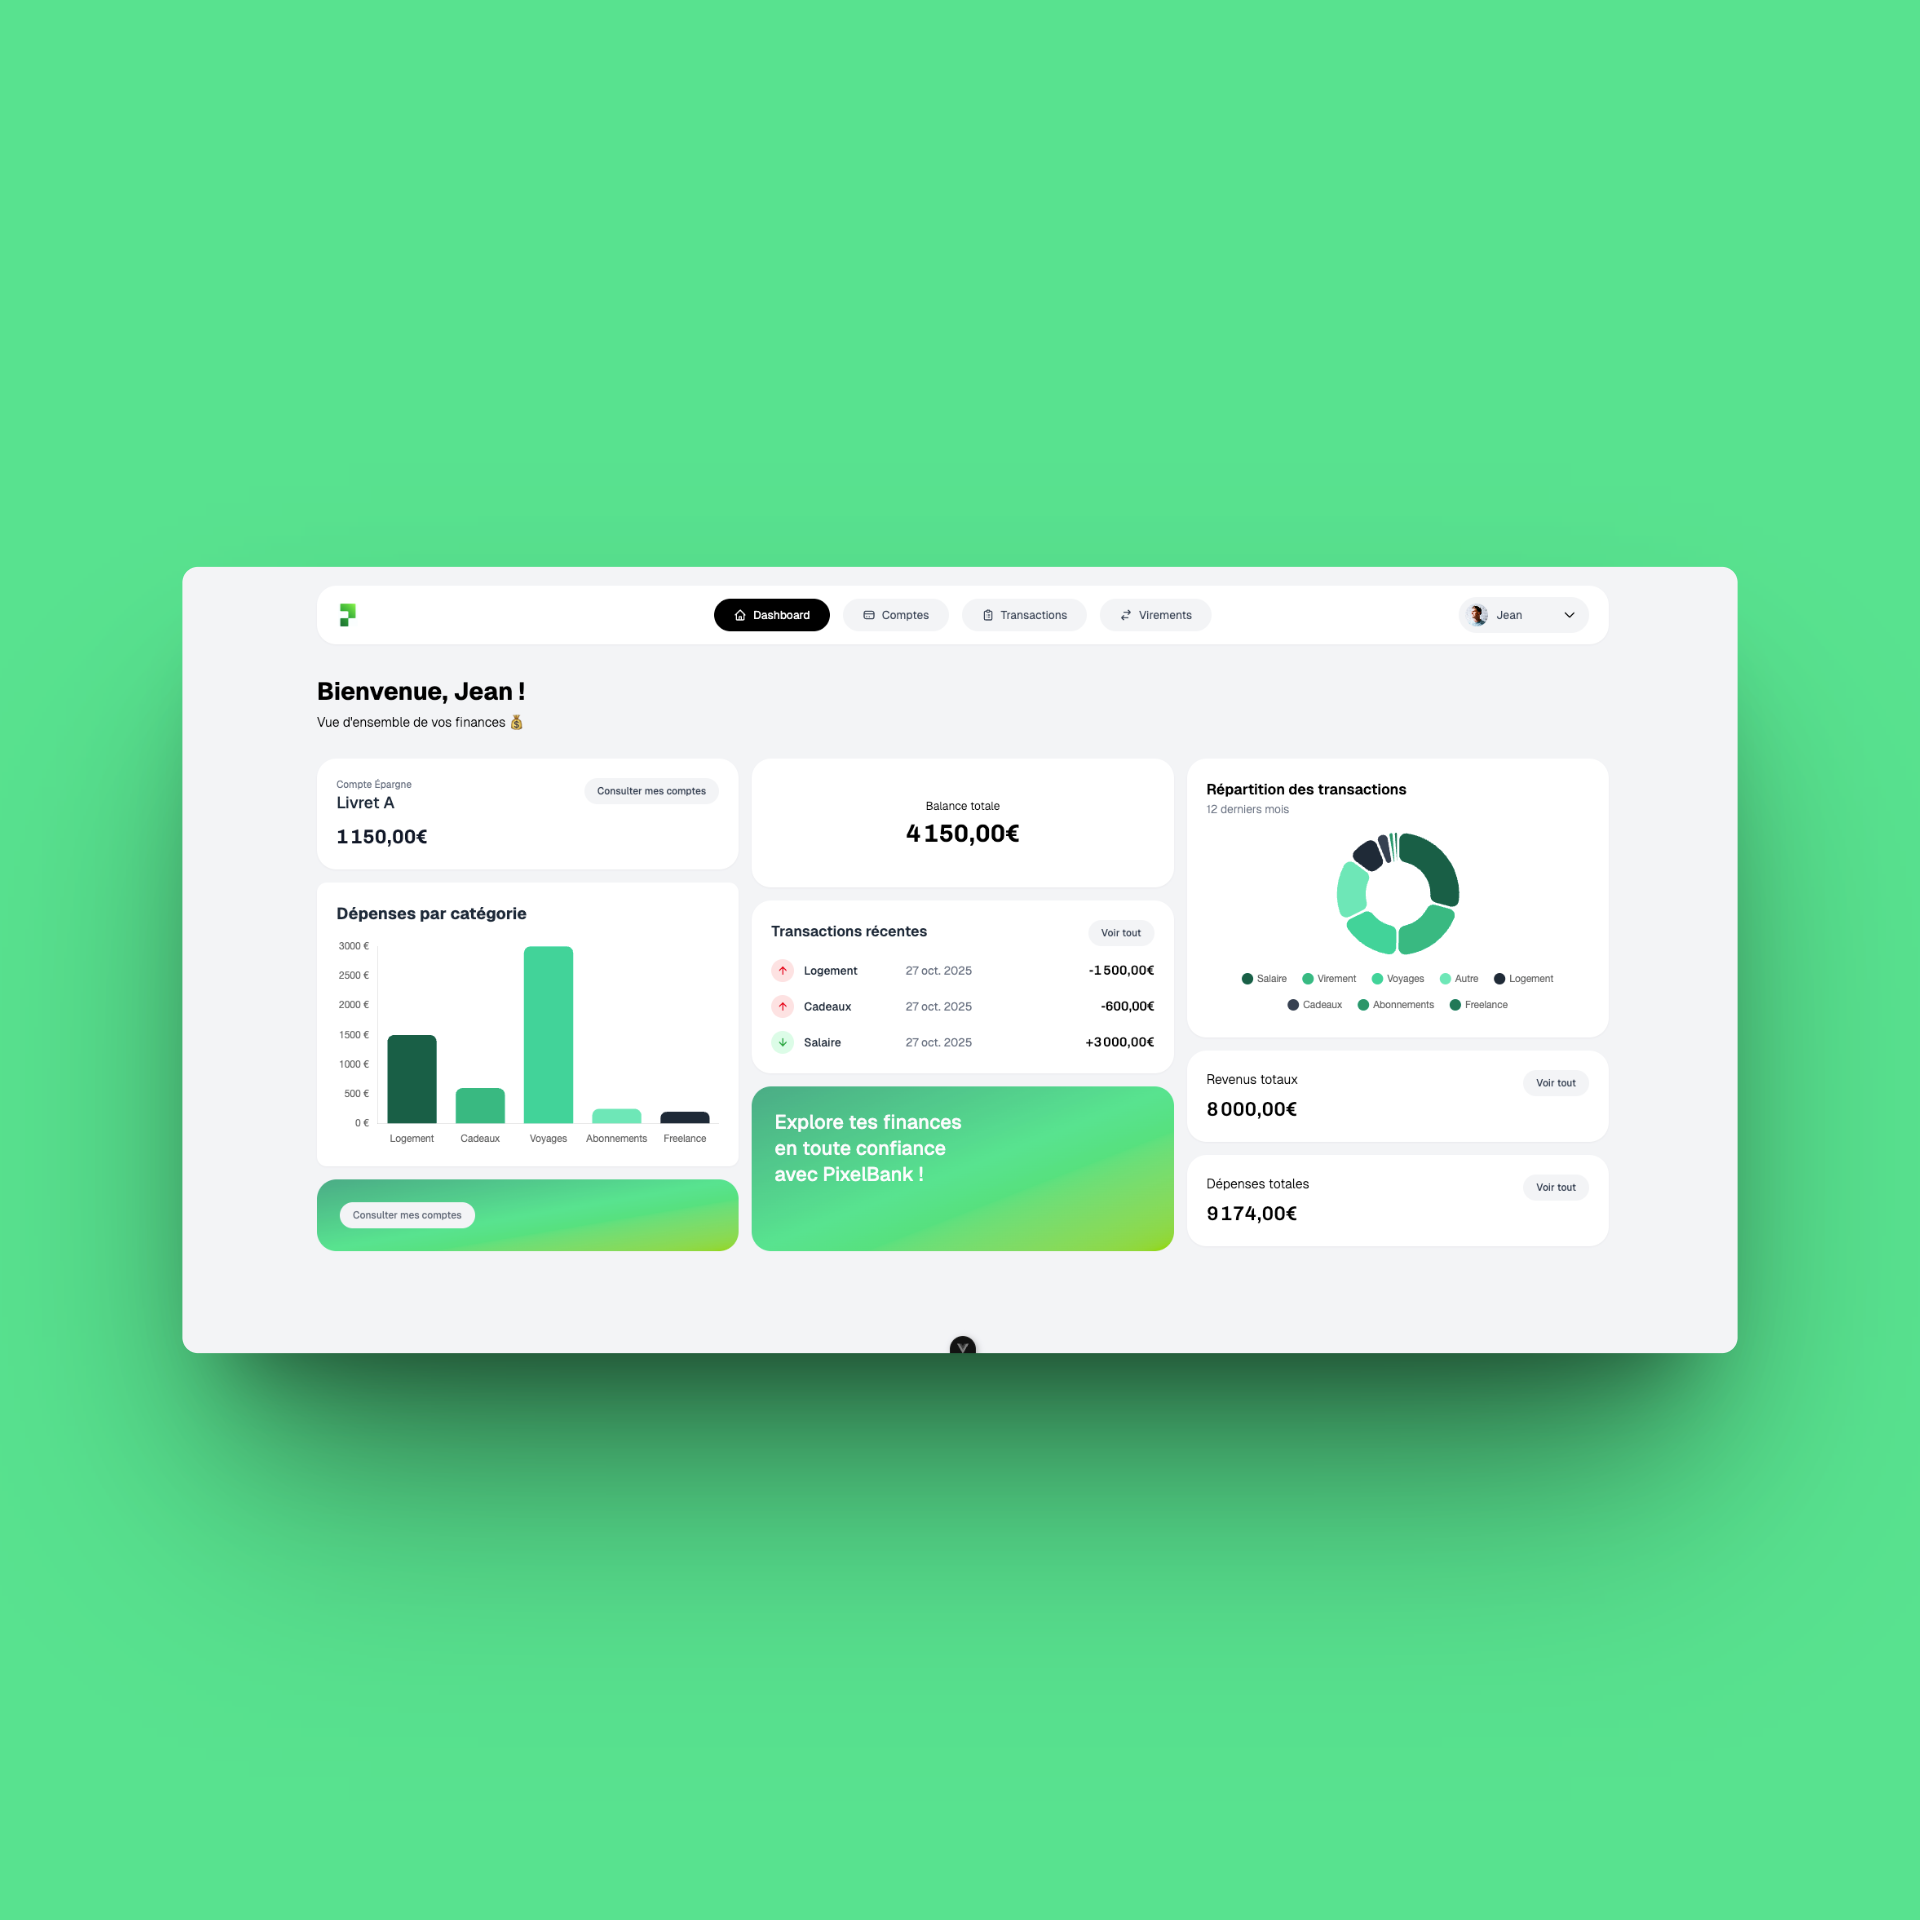 Dashboard
Comptes
Transactions
Virements
Jean
Bienvenue, Jean !
Vue d'ensemble de vos finances 💰
Compte Épargne
Livret A
1 150,00€
Consulter mes comptes
Dépenses par catégorie
3000 €
2500 €
2000 €
1500 €
1000 €
500 €
0 €
Logement Cadeaux Voyages Abonnements Freelance
Consulter mes comptes
Balance totale
4 150,00€
Transactions récentes
Voir tout
Logement 27 oct. 2025 -1 500,00€
Cadeaux 27 oct. 2025 -600,00€
Salaire 27 oct. 2025 +3 000,00€
Explore tes finances
en toute confiance
avec PixelBank !
Répartition des transactions
12 derniers mois
Salaire Virement Voyages Autre Logement
Cadeaux Abonnements Freelance
Revenus totaux
Voir tout
8 000,00€
Dépenses totales
Voir tout
9 174,00€